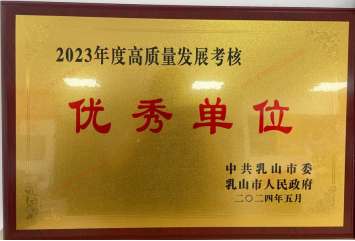 2023年度高质量发展考核
优秀单位
中共乳山市委
乳山市人民政府
二〇二四年五月